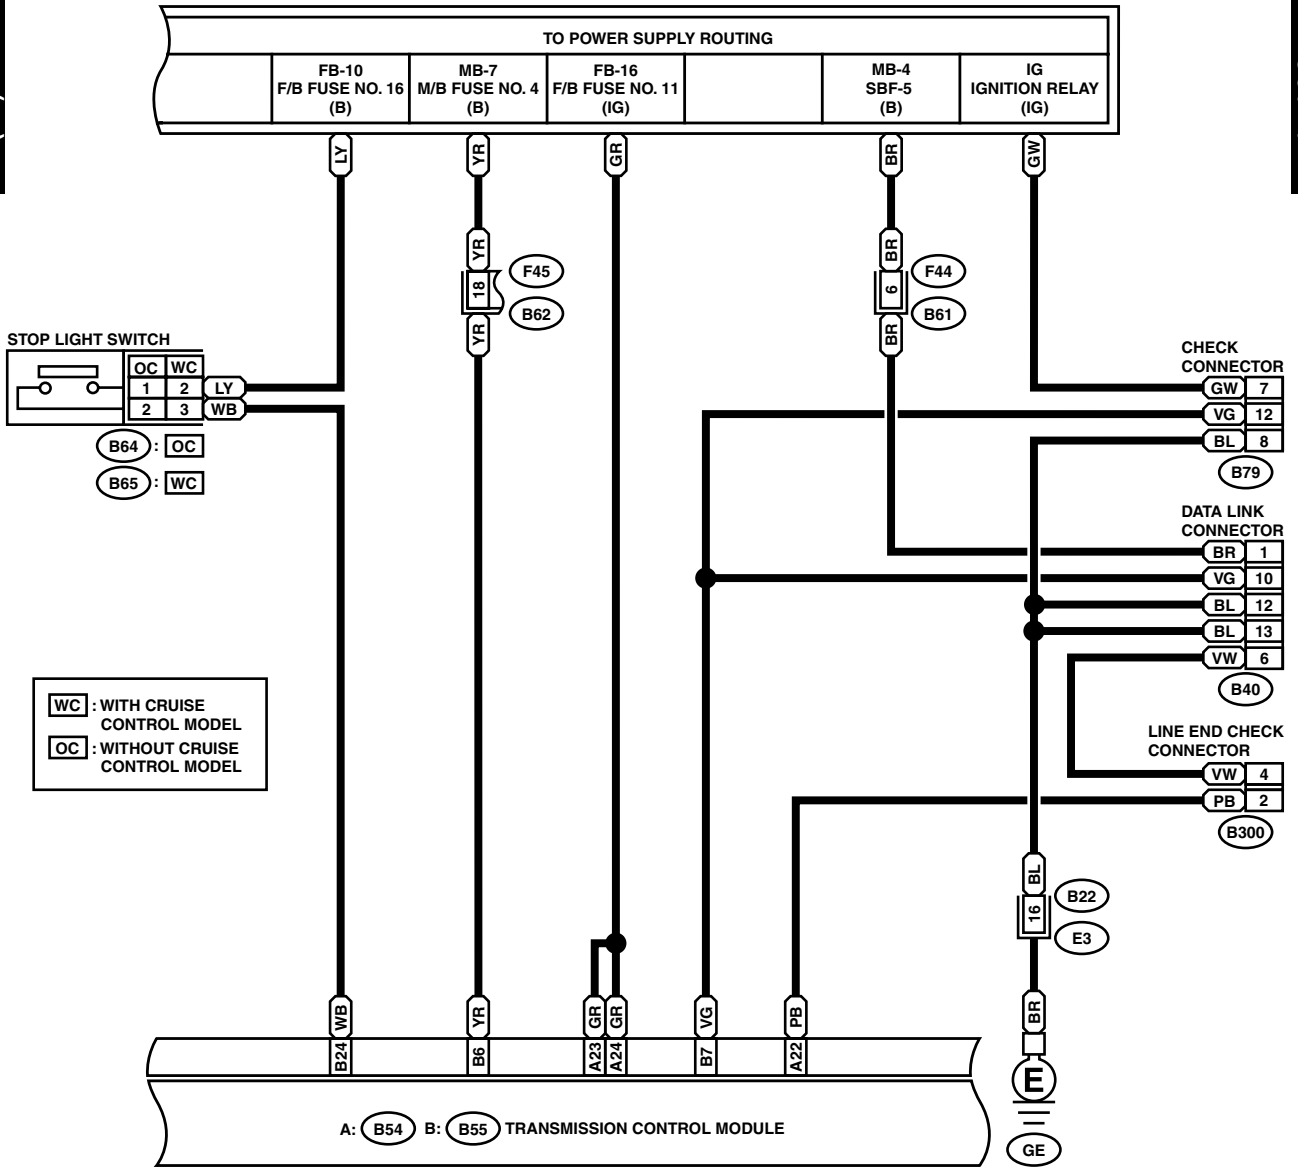 TO POWER SUPPLY ROUTING
FB-10
F/B FUSE NO. 16
(B)
MB-7
M/B FUSE NO. 4
(B)
FB-16
F/B FUSE NO. 11
(IG)
MB-4
SBF-5
(B)
IG
IGNITION RELAY
(IG)
LY
YR
GR
BR
GW
YR
18
YR
F45
B62
BR
6
BR
F44
B61
STOP LIGHT SWITCH
OC WC
1 2 LY
2 3 WB
B64 : OC
B65 : WC
CHECK
CONNECTOR
GW 7
VG 12
BL 8
B79
DATA LINK
CONNECTOR
BR 1
VG 10
BL 12
BL 13
VW 6
B40
WC : WITH CRUISE
CONTROL MODEL
OC : WITHOUT CRUISE
CONTROL MODEL
LINE END CHECK
CONNECTOR
VW 4
PB 2
B300
BL
16
B22
E3
BR
E
GE
WB
YR
GR
GR
VG
PB
B24
B6
A23
A24
B7
A22
A: B54 B: B55 TRANSMISSION CONTROL MODULE